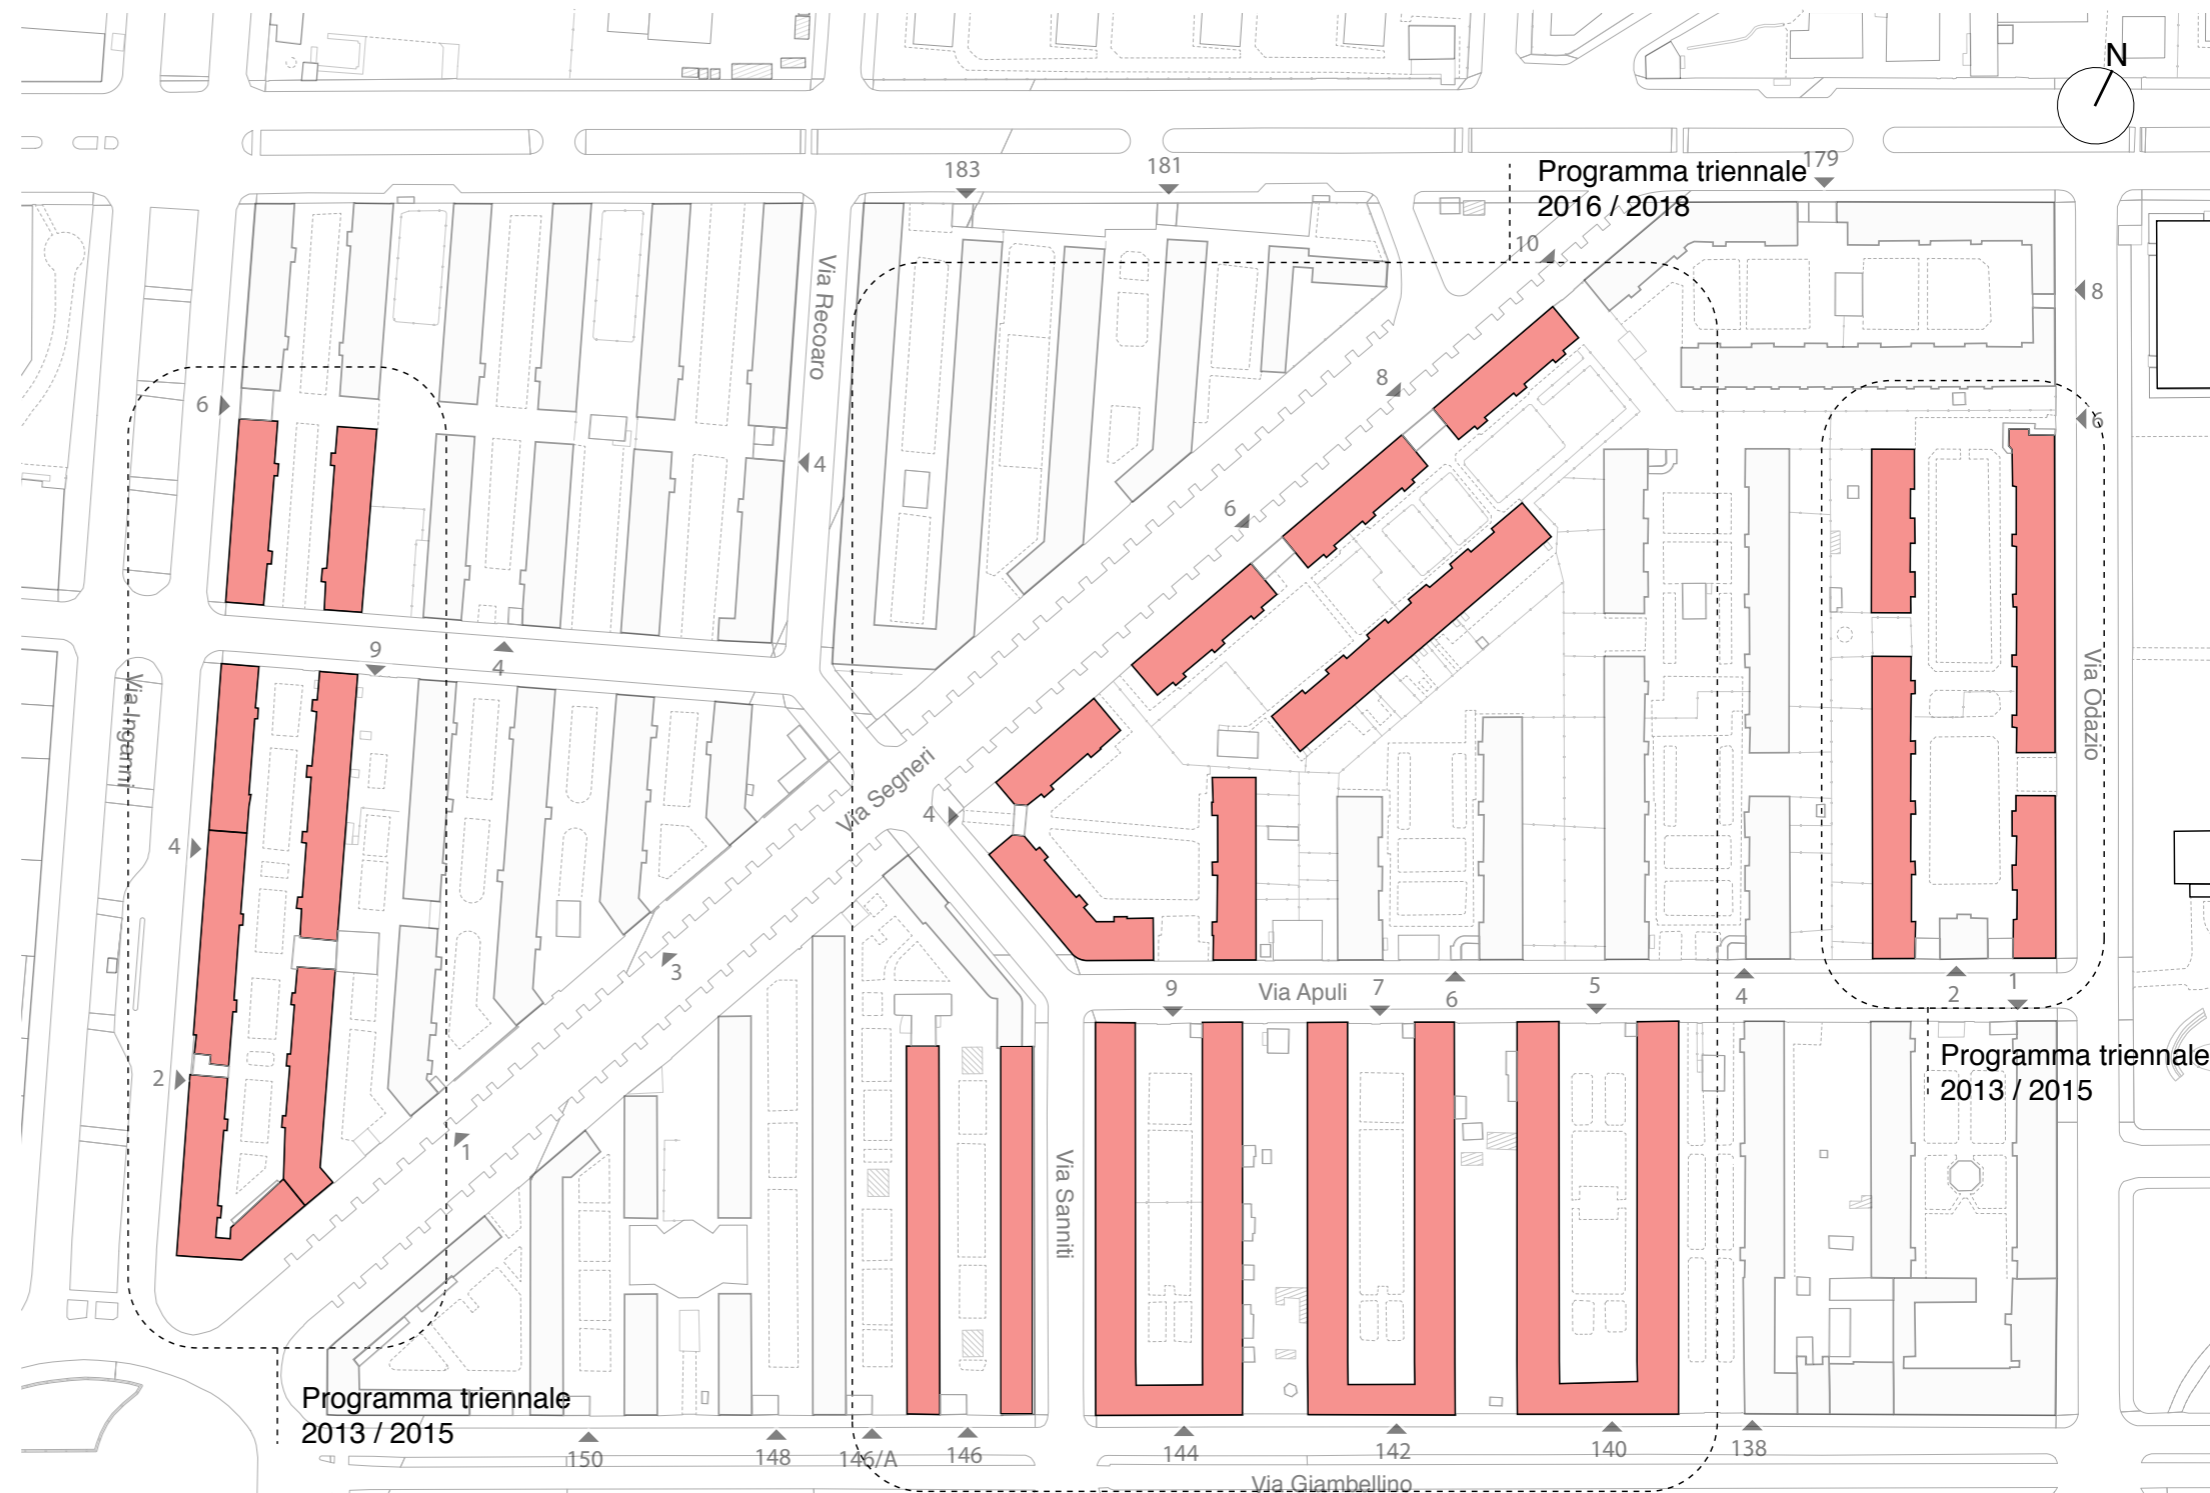 N
183
181
179
Programma triennale
2016 / 2018
10
Via Recoaro
8
8
6
6
4
6
9
4
Via Inganni
Via Odazio
Via Segneri
4
4
3
9
Via Apuli
7
6
5
4
2
1
2
1
Programma triennale
2013 / 2015
Via Sanniti
Programma triennale
2013 / 2015
150
148
146/A
146
144
142
140
138
Via Giambellino